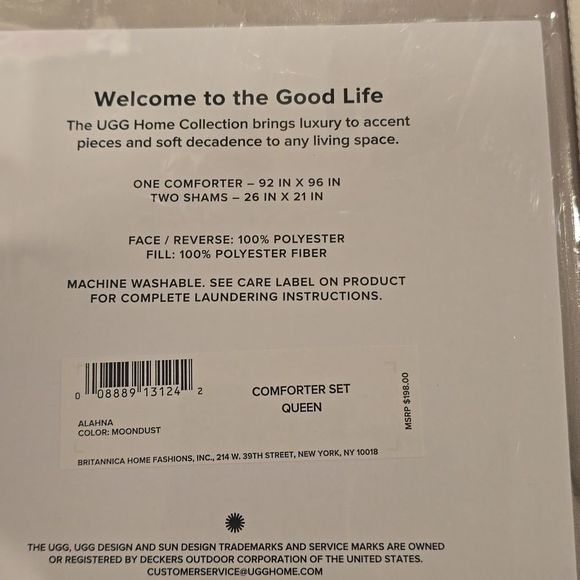 Welcome to the Good Life
The UGG Home Collection brings luxury to accent
pieces and soft decadence to any living space.
ONE COMFORTER – 92 IN X 96 IN
TWO SHAMS – 26 IN X 21 IN
FACE / REVERSE: 100% POLYESTER
FILL: 100% POLYESTER FIBER
MACHINE WASHABLE. SEE CARE LABEL ON PRODUCT
FOR COMPLETE LAUNDERING INSTRUCTIONS.
0 08889 13124 2
COMFORTER SET
QUEEN
MSRP $198.00
ALAHNA
COLOR: MOONDUST
BRITANNICA HOME FASHIONS, INC., 214 W. 39TH STREET, NEW YORK, NY 10018
THE UGG, UGG DESIGN AND SUN DESIGN TRADEMARKS AND SERVICE MARKS ARE OWNED
OR REGISTERED BY DECKERS OUTDOOR CORPORATION OF THE UNITED STATES.
CUSTOMERSERVICE@UGGHOME.COM